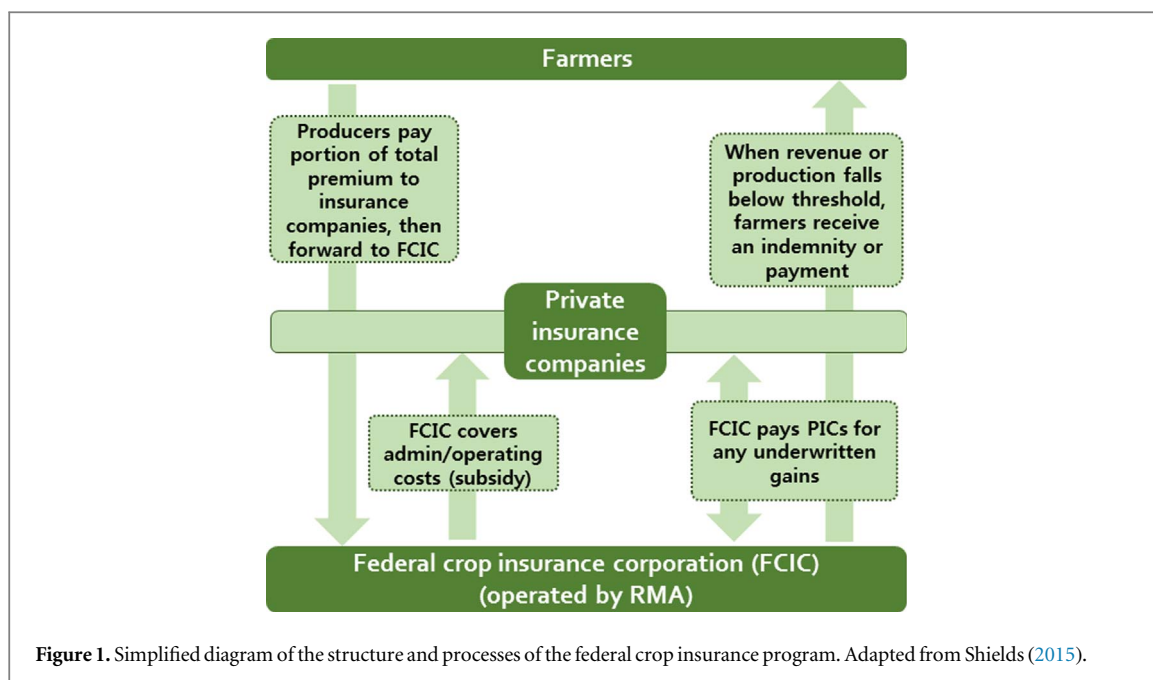 Farmers
Producers pay
portion of total
premium to
insurance
companies, then
forward to FCIC
When revenue or
production falls
below threshold,
farmers receive
an indemnity or
payment
Private
insurance
companies
FCIC covers
admin/operating
costs (subsidy)
FCIC pays PICs for
any underwritten
gains
Federal crop insurance corporation (FCIC)
(operated by RMA)
Figure 1. Simplified diagram of the structure and processes of the federal crop insurance program. Adapted from Shields (2015).